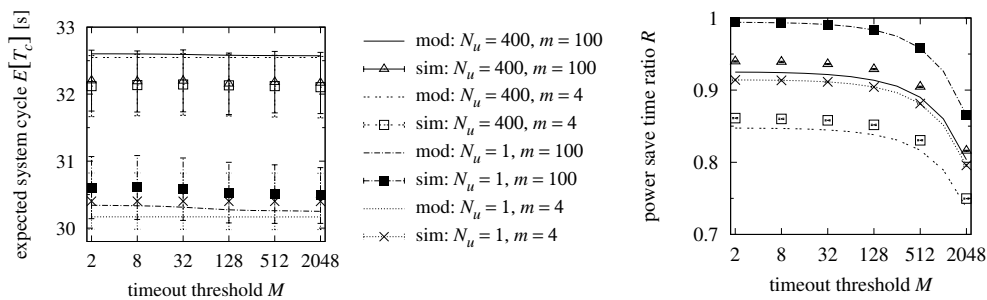 expected system cycle E[T_c] [s]
33
32
31
30
2 8 32 128 512 2048
timeout threshold M
mod: N_u = 400, m = 100
sim: N_u = 400, m = 100
mod: N_u = 400, m = 4
sim: N_u = 400, m = 4
mod: N_u = 1, m = 100
sim: N_u = 1, m = 100
mod: N_u = 1, m = 4
sim: N_u = 1, m = 4
power save time ratio R
1
0.9
0.8
0.7
2 8 32 128 512 2048
timeout threshold M